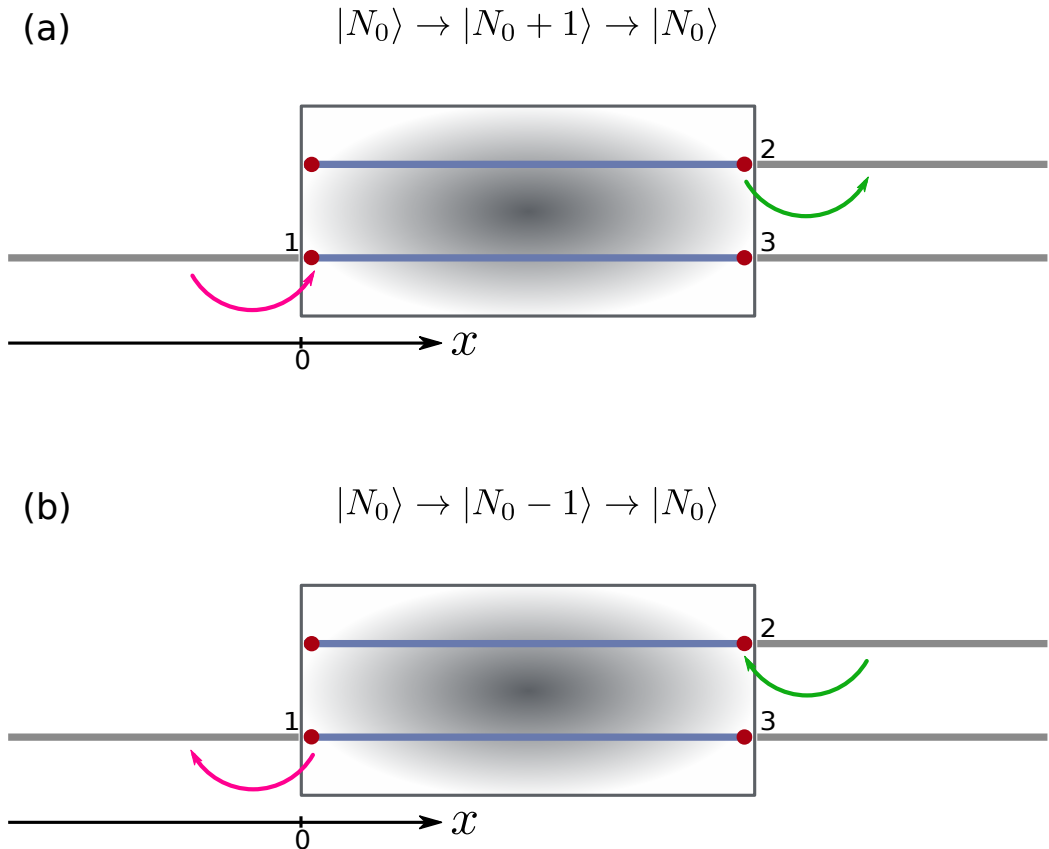 (a)
|N₀⟩ → |N₀ + 1⟩ → |N₀⟩
2
1
3
x
0
(b)
|N₀⟩ → |N₀ − 1⟩ → |N₀⟩
2
1
3
x
0